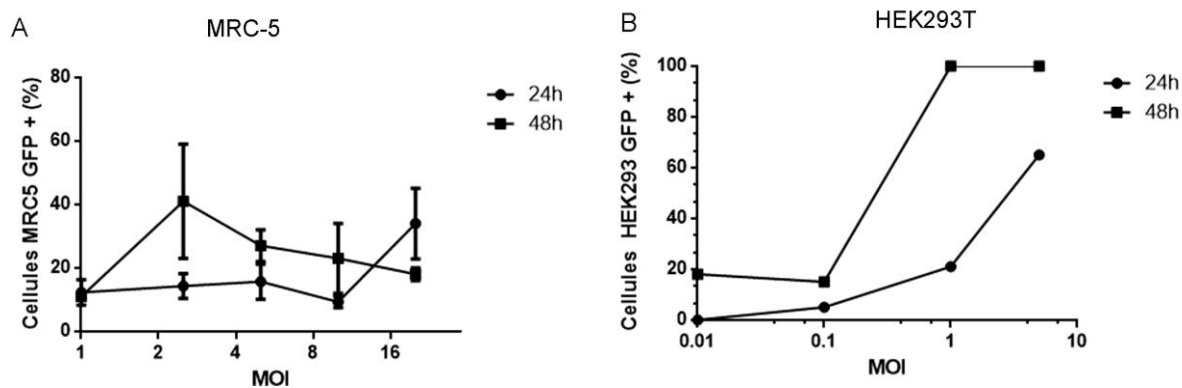 A
MRC-5
Cellules MRC5 GFP + (%)
80
60
40
20
0
1
2
4
8
16
MOI
24h
48h
B
HEK293T
Cellules HEK293 GFP + (%)
100
80
60
40
20
0
0.01
0.1
1
10
MOI
24h
48h